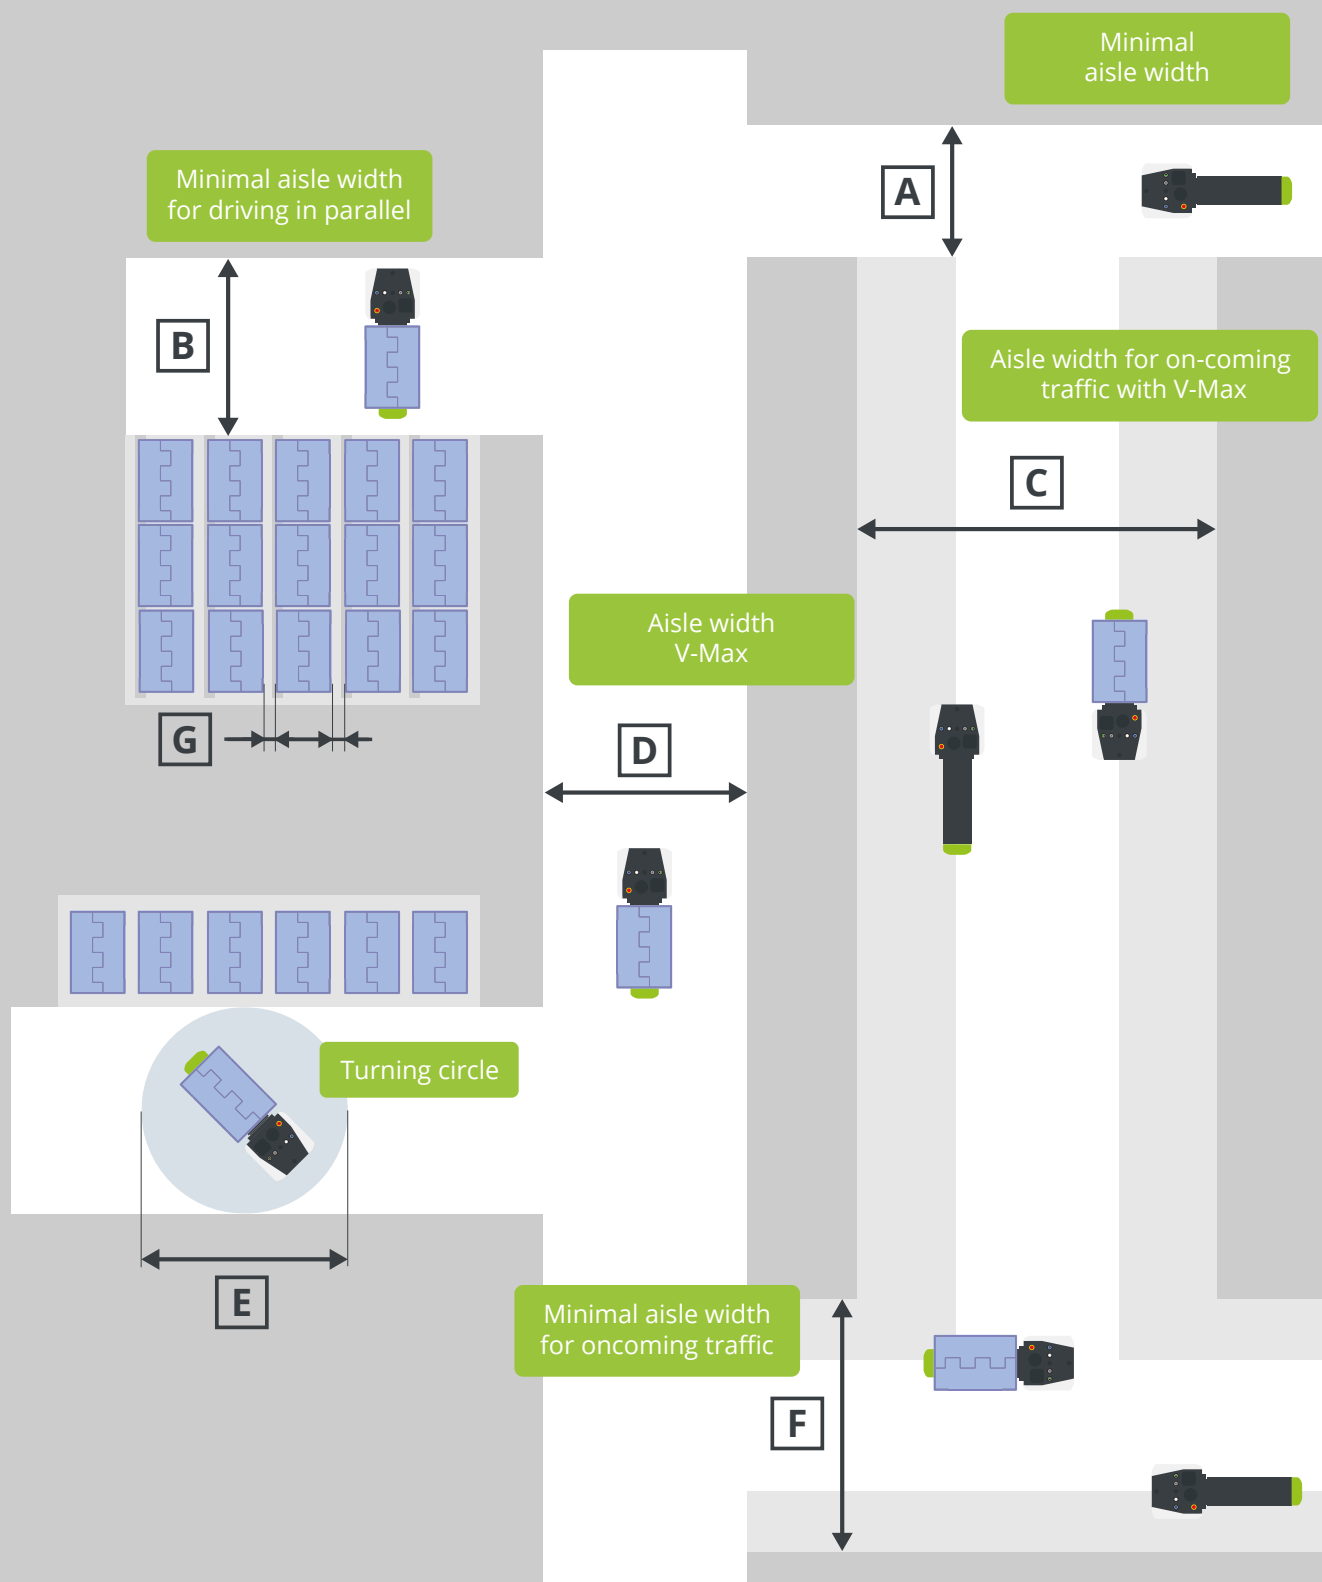 Minimal
aisle width
A
Minimal aisle width
for driving in parallel
B
Aisle width for on-coming
traffic with V-Max
C
Aisle width
V-Max
G
D
Turning circle
E
Minimal aisle width
for oncoming traffic
F